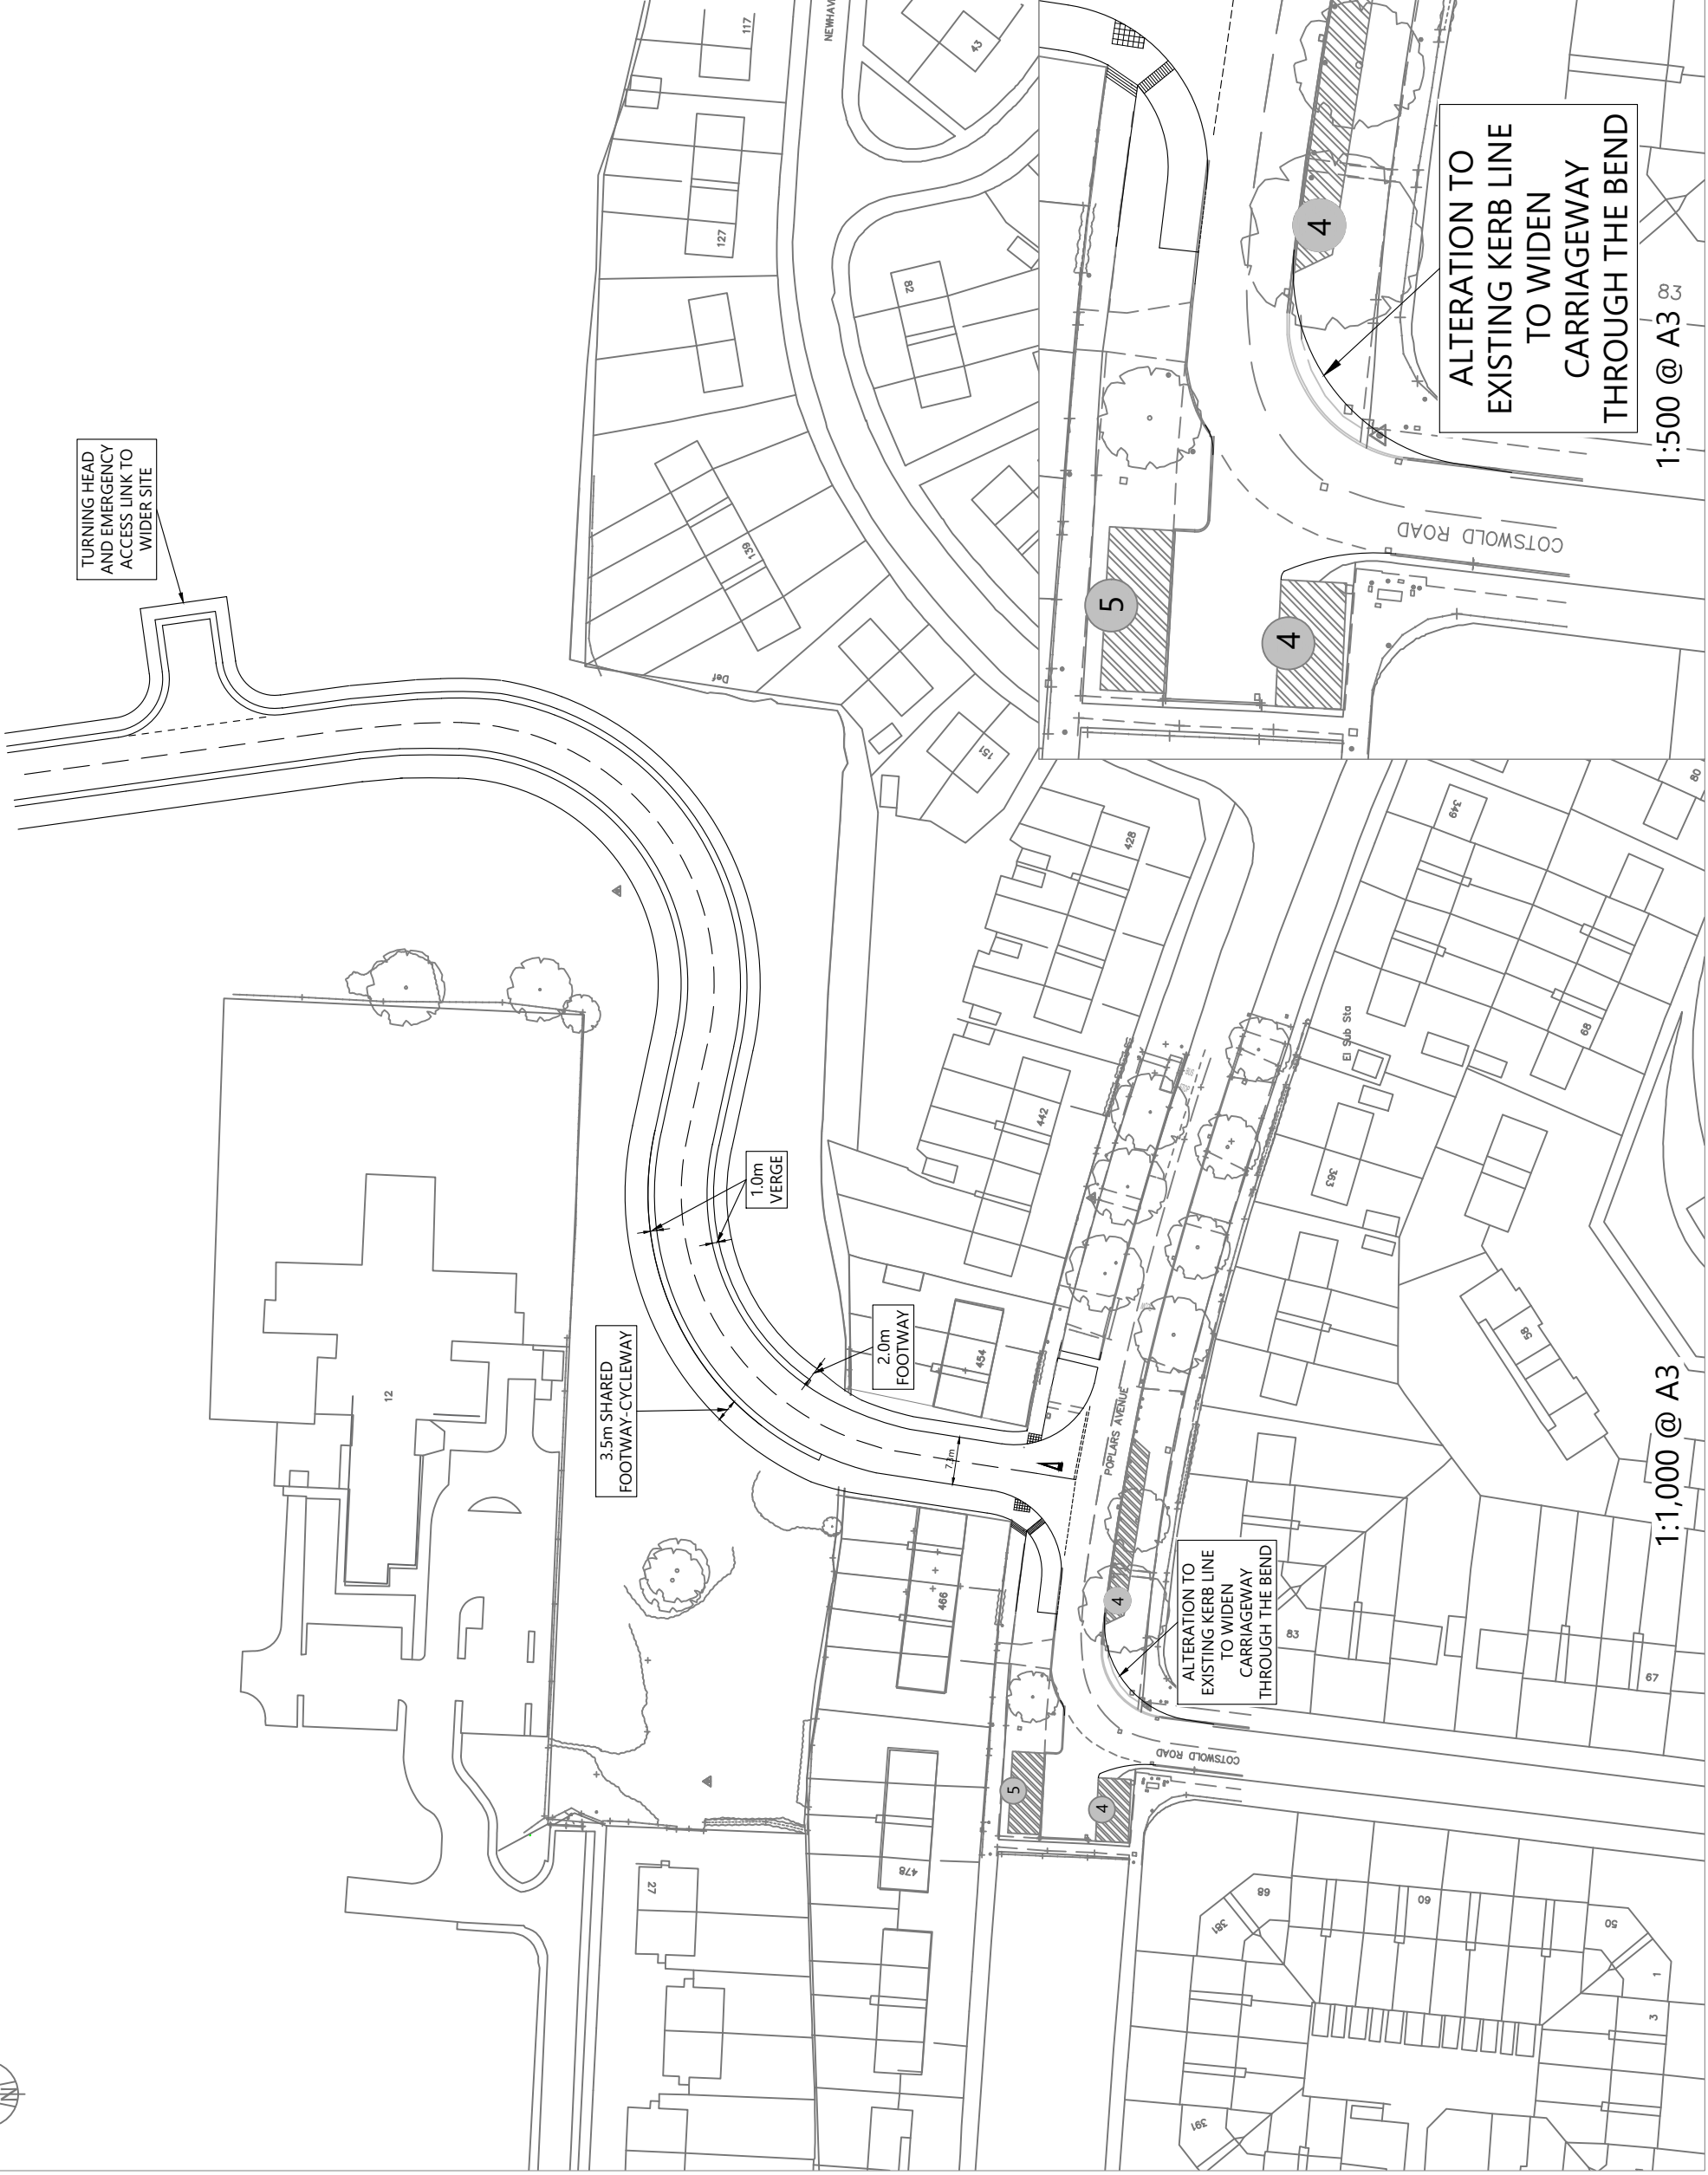 TURNING HEAD
AND EMERGENCY
ACCESS LINK TO
WIDER SITE
3.5m SHARED
FOOTWAY-CYCLEWAY
1.0m
VERGE
2.0m
FOOTWAY
7.3m
POPLARS AVENUE
COTSWOLD ROAD
ALTERATION TO
EXISTING KERB LINE
TO WIDEN
CARRIAGEWAY
THROUGH THE BEND
4
4
5
1:1,000 @ A3
ALTERATION TO
EXISTING KERB LINE
TO WIDEN
CARRIAGEWAY
THROUGH THE BEND
4
4
5
COTSWOLD ROAD
1:500 @ A3
83
N
12
27
478
466
454
442
428
151
139
127
117
82
43
Def
El Sub Sta
349
363
68
80
58
83
67
68
381
60
50
1
3
391